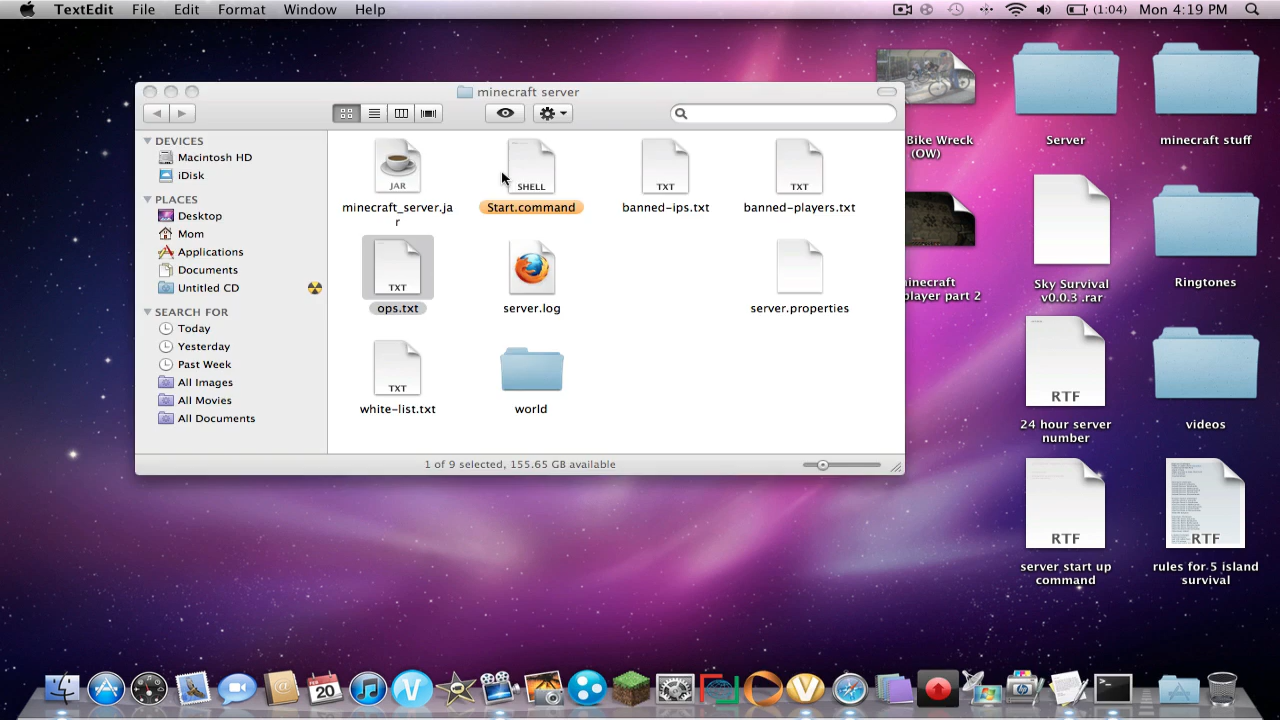 TextEdit File Edit Format Window Help (1:04) Mon 4:19 PM
minecraft server
DEVICES
Macintosh HD
iDisk
PLACES
Desktop
Mom
Applications
Documents
Untitled CD
SEARCH FOR
Today
Yesterday
Past Week
All Images
All Movies
All Documents
JAR
minecraft_server.ja
r
SHELL
Start.command
TXT
banned-ips.txt
TXT
banned-players.txt
TXT
ops.txt
server.log
server.properties
TXT
white-list.txt
world
1 of 9 selected, 155.65 GB available
Bike Wreck
(OW)
Server
minecraft stuff
inecraft
player part 2
Sky Survival
v0.0.3 .rar
Ringtones
RTF
24 hour server
number
videos
RTF
server start up
command
RTF
rules for 5 island
survival
FEB
20